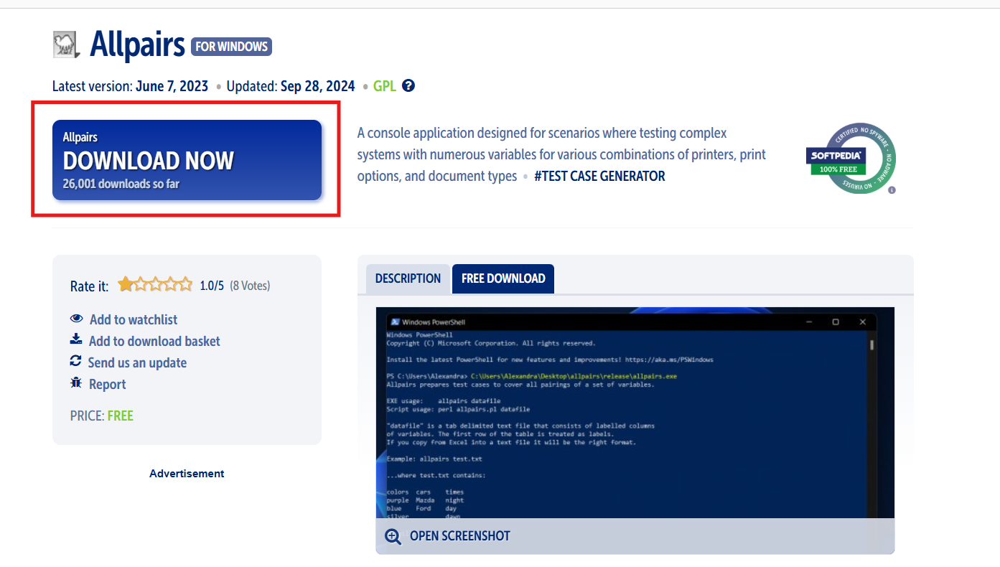 Allpairs FOR WINDOWS
Latest version: June 7, 2023 • Updated: Sep 28, 2024 • GPL ?
Allpairs
DOWNLOAD NOW
26,001 downloads so far
A console application designed for scenarios where testing complex
systems with numerous variables for various combinations of printers, print
options, and document types • #TEST CASE GENERATOR
CERTIFIED NO SPYWARE - NO ADWARE - NO VIRUSES
SOFTPEDIA
100% FREE
i
Rate it: 1.0/5 (8 Votes)
Add to watchlist
Add to download basket
Send us an update
Report
PRICE: FREE
Advertisement
DESCRIPTION
FREE DOWNLOAD
Windows PowerShell
Windows PowerShell
Copyright (C) Microsoft Corporation. All rights reserved.
Install the latest PowerShell for new features and improvements! https://aka.ms/PSWindows
PS C:\Users\Alexandra> C:\Users\Alexandra\Desktop\allpairs\release\allpairs.exe
Allpairs prepares test cases to cover all pairings of a set of variables.
EXE usage: allpairs datafile
Script usage: perl allpairs.pl datafile
"datafile" is a tab delimited text file that consists of labelled columns
of variables. The first row of the table is treated as labels.
If you copy from Excel into a text file it will be the right format.
Example: allpairs test.txt
...where test.txt contains:
colors cars times
purple Mazda night
blue Ford day
silver dawn
OPEN SCREENSHOT